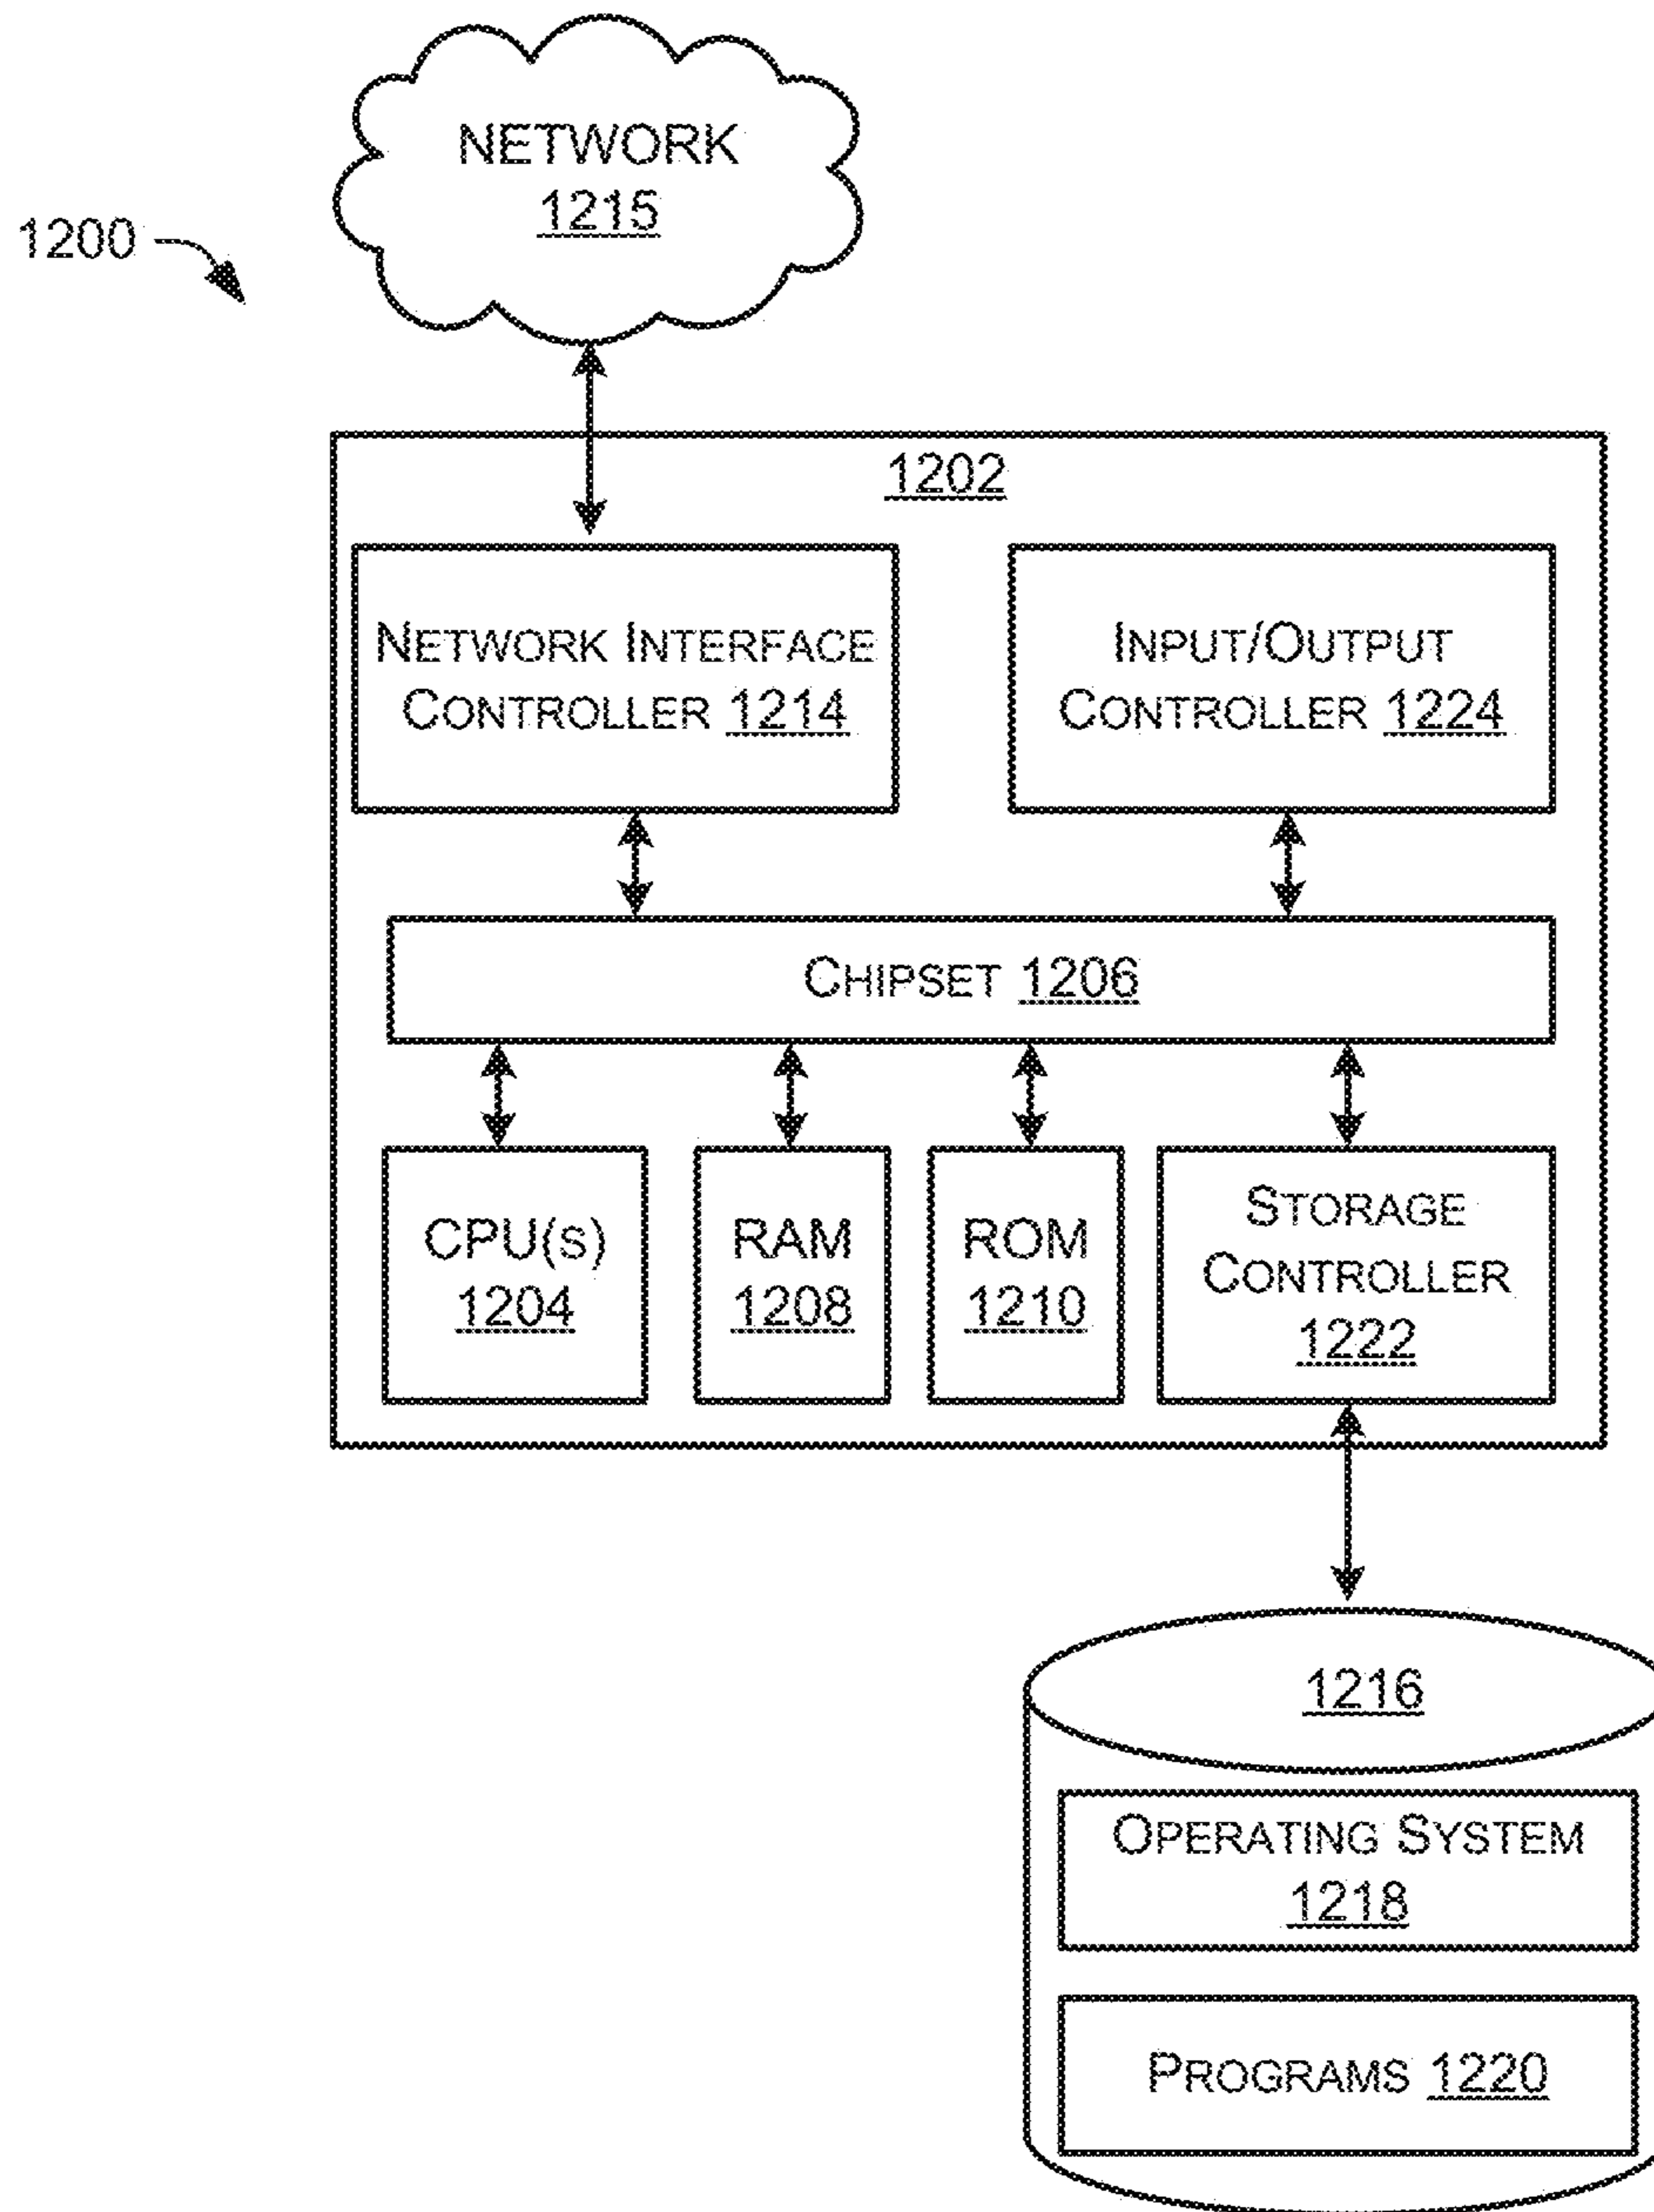 NETWORK
1215
1200
1202
NETWORK INTERFACE
CONTROLLER 1214
INPUT/OUTPUT
CONTROLLER 1224
CHIPSET 1206
CPU(s)
1204
RAM
1208
ROM
1210
STORAGE
CONTROLLER
1222
1216
OPERATING SYSTEM
1218
PROGRAMS 1220